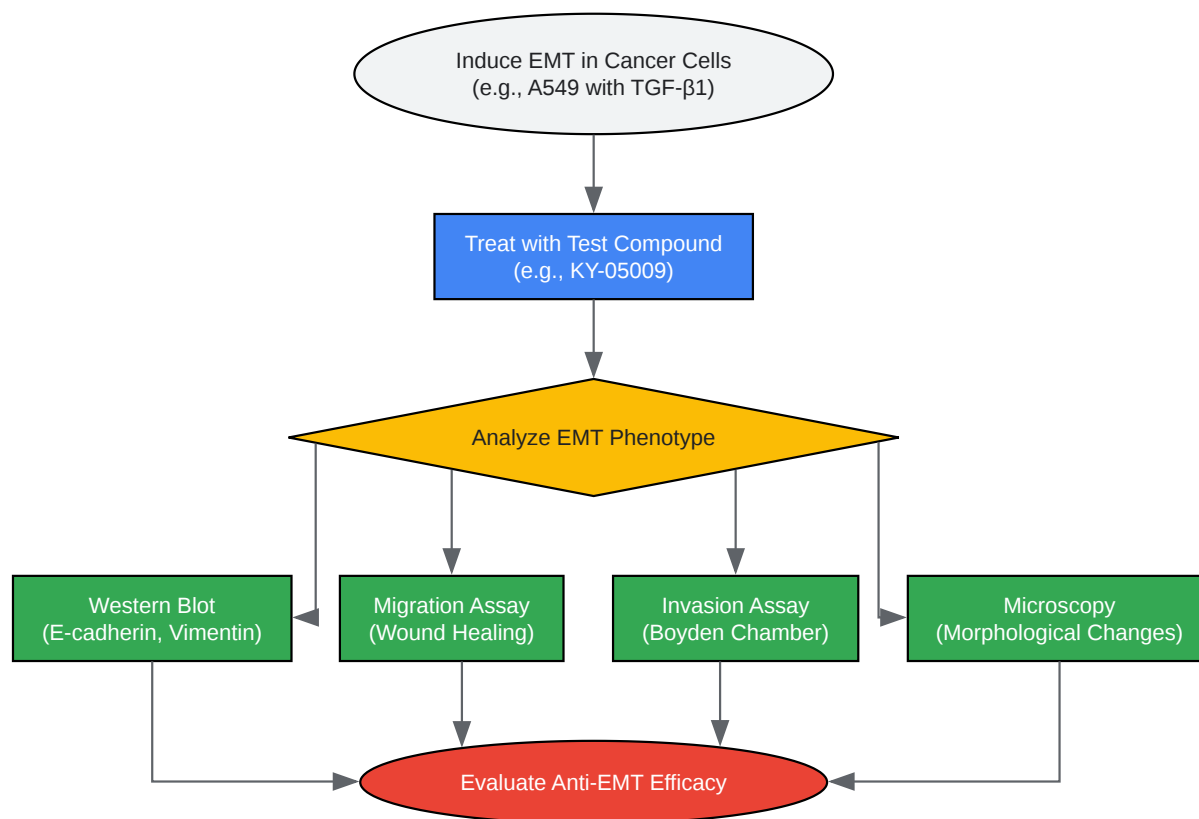 Induce EMT in Cancer Cells
(e.g., A549 with TGF-β1)
Treat with Test Compound
(e.g., KY-05009)
Analyze EMT Phenotype
Western Blot
(E-cadherin, Vimentin)
Migration Assay
(Wound Healing)
Invasion Assay
(Boyden Chamber)
Microscopy
(Morphological Changes)
Evaluate Anti-EMT Efficacy